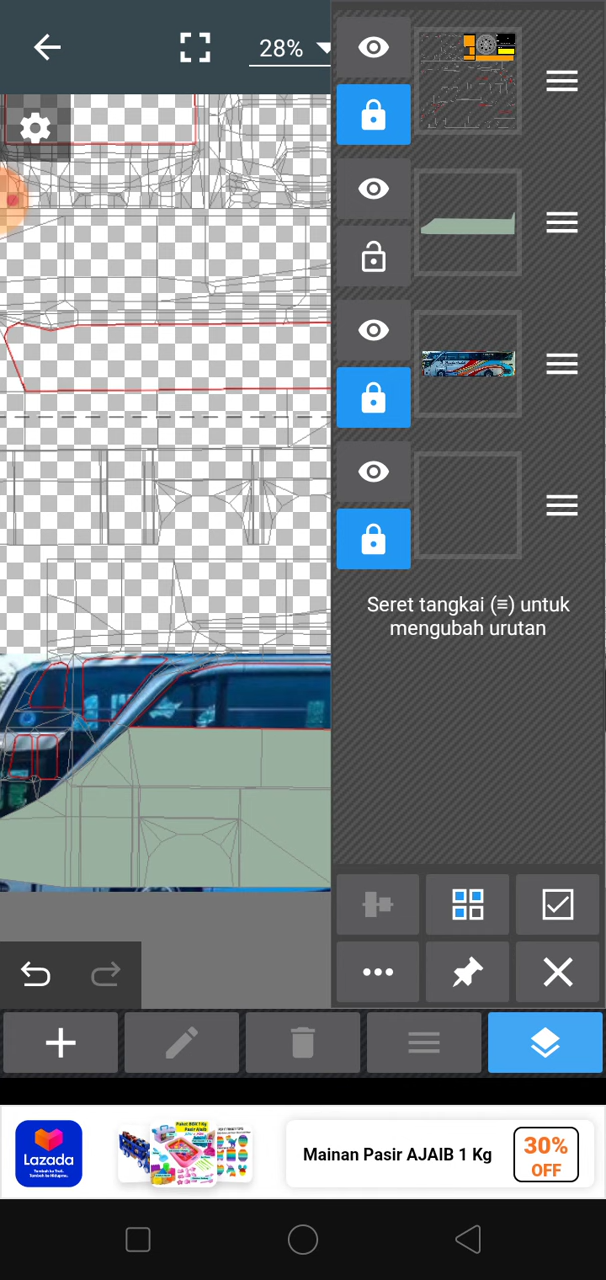 28%
Seret tangkai (≡) untuk
mengubah urutan
Lazada
Mainan Pasir AJAIB 1 Kg
30%
OFF